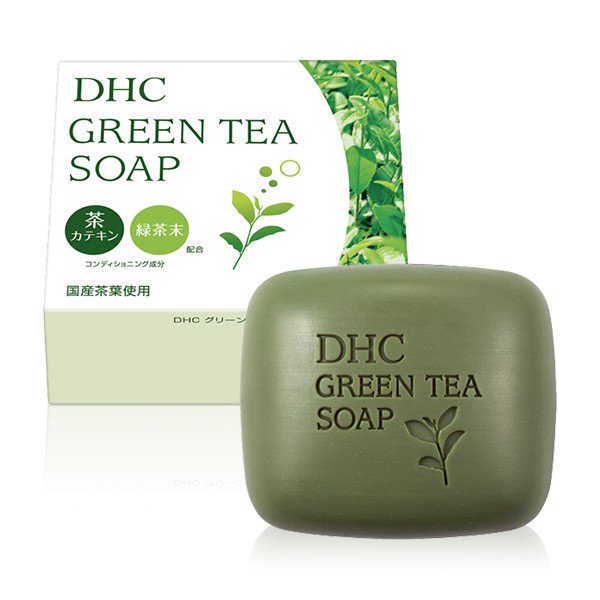 DHC
GREEN TEA
SOAP
茶
カテキン
緑茶末
配合
コンディショニング成分
国産茶葉使用
DHC グリーン
DHC
GREEN TEA
SOAP